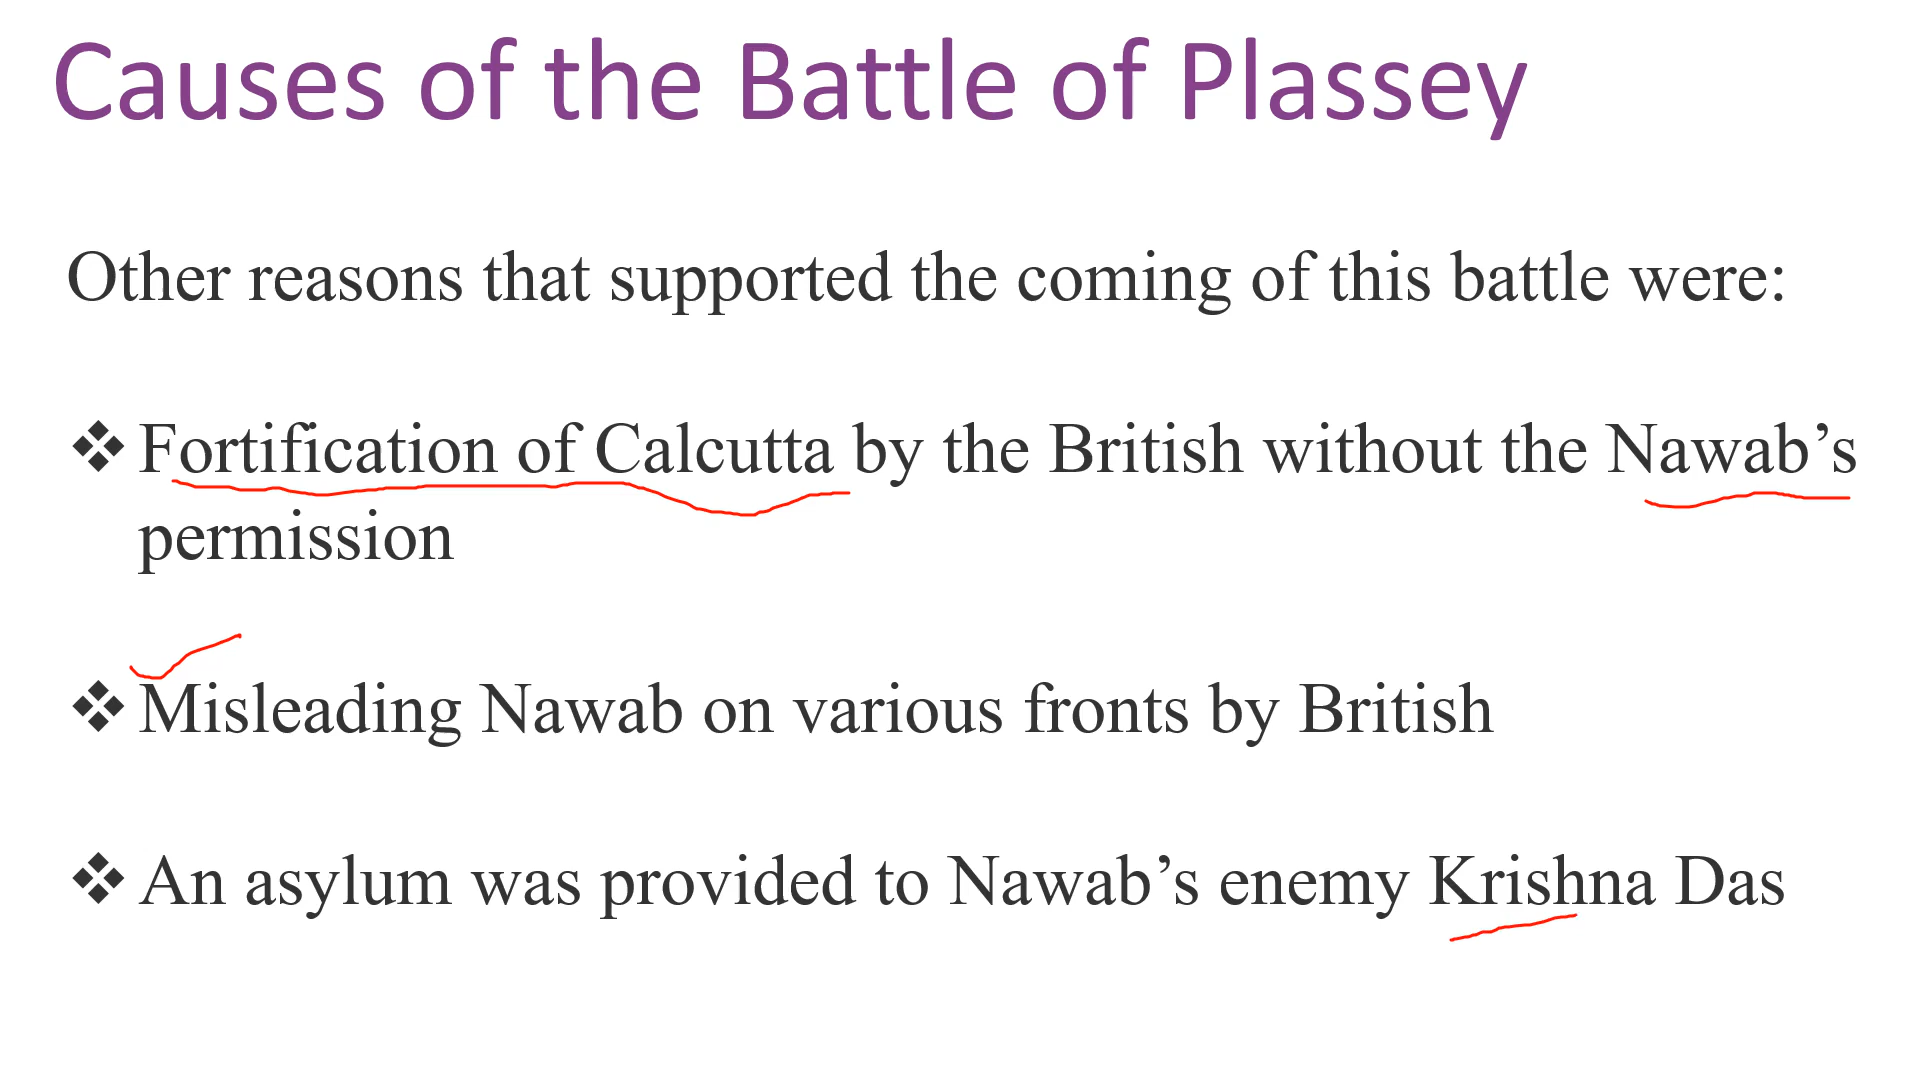 Causes of the Battle of Plassey
Other reasons that supported the coming of this battle were:
❖ Fortification of Calcutta by the British without the Nawab’s
permission
❖ Misleading Nawab on various fronts by British
❖ An asylum was provided to Nawab’s enemy Krishna Das